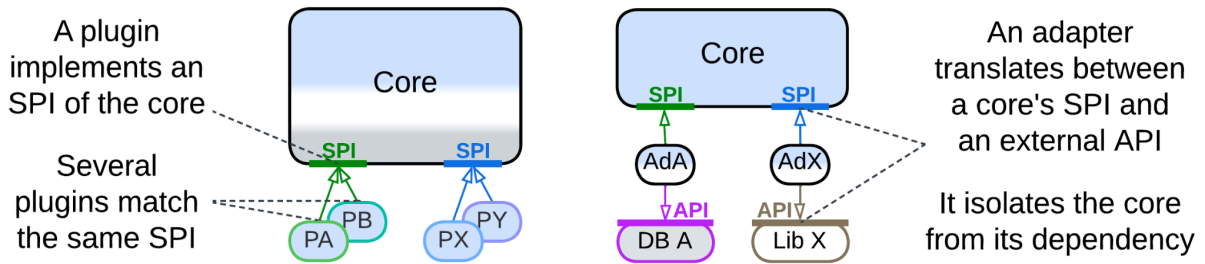 A plugin
implements an
SPI of the core
Several
plugins match
the same SPI
Core
SPI
SPI
PA
PB
PX
PY
Core
SPI
SPI
AdA
AdX
API
API
DB A
Lib X
An adapter
translates between
a core's SPI and
an external API
It isolates the core
from its dependency